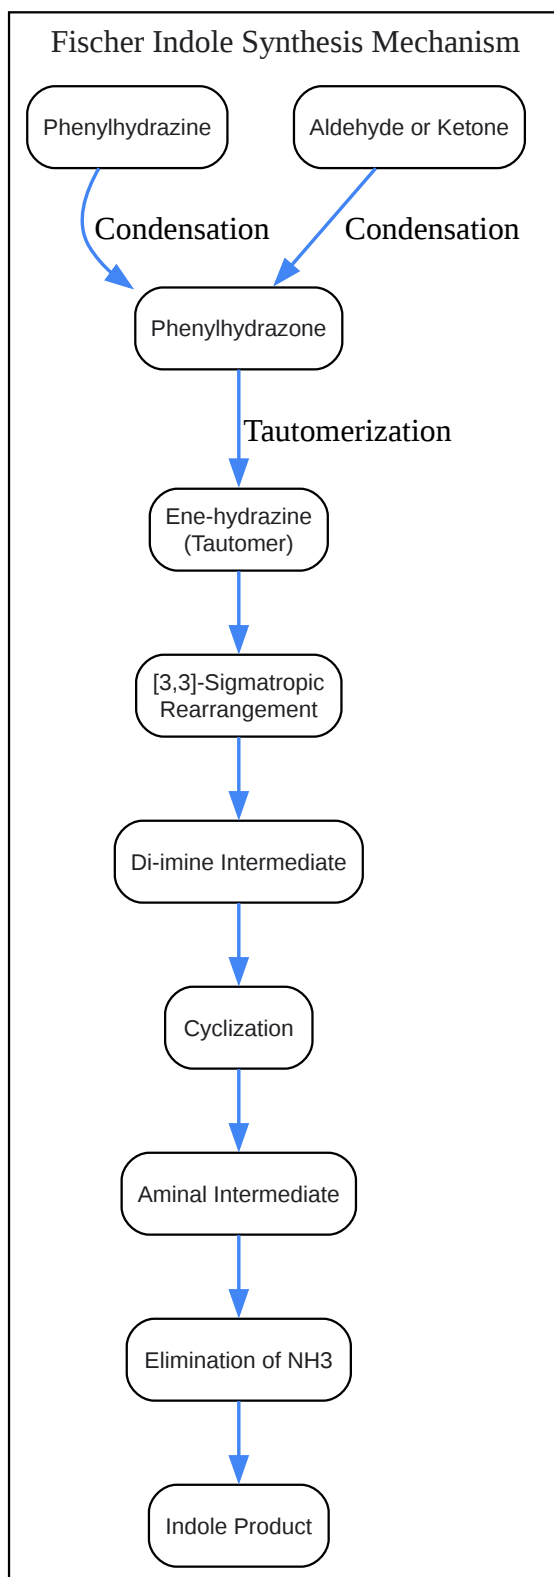 Fischer Indole Synthesis Mechanism
Phenylhydrazine
Aldehyde or Ketone
Condensation
Condensation
Phenylhydrazone
Tautomerization
Ene-hydrazine
(Tautomer)
[3,3]-Sigmatropic
Rearrangement
Di-imine Intermediate
Cyclization
Aminal Intermediate
Elimination of NH3
Indole Product